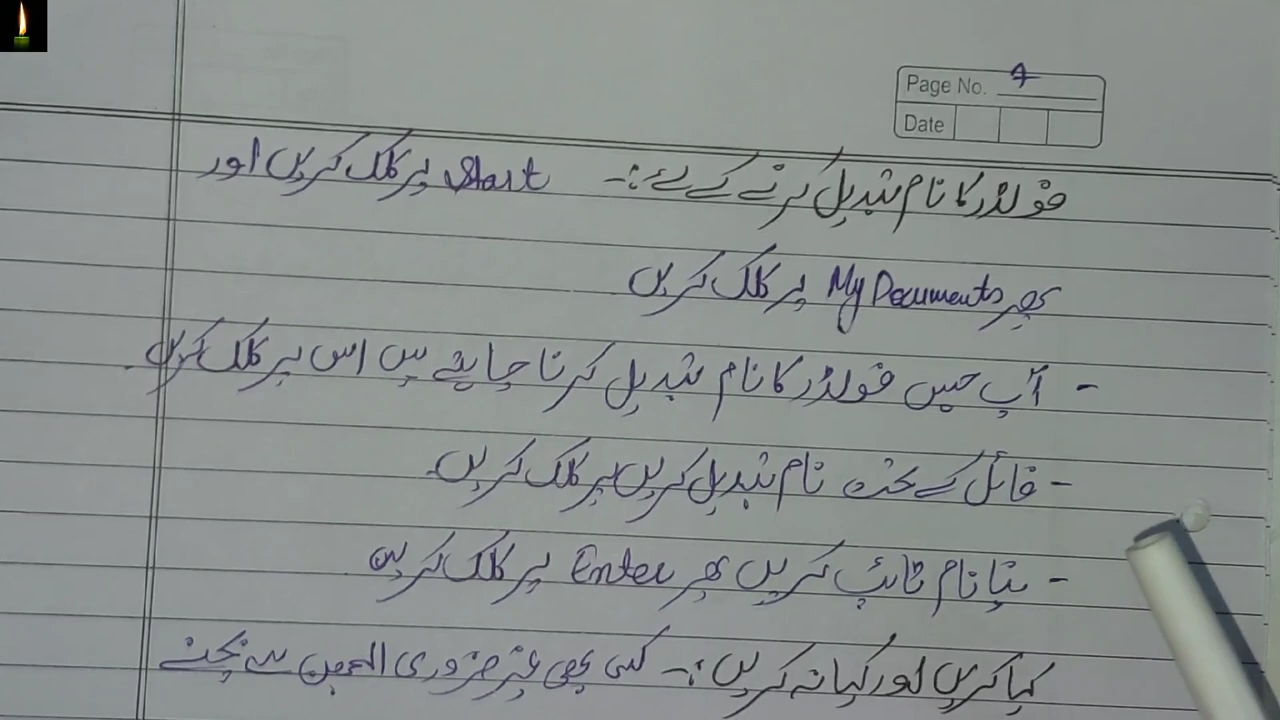 Page No. 4
Date
فولڈر کا نام تبدیل کرنے کے لئے :- Start پر کلک کریں اور
پھر My Documents پر کلک کریں
- آپ جس فولڈر کا نام تبدیل کرنا چاہتے ہیں اس پر کلک کریں
- فائل کے تحت نام تبدیل کریں پر کلک کریں
- نیا نام ٹائپ کریں پھر Enter پر کلک کریں
کیا کریں اور کیا نہ کریں :- کسی بھی غیر ضروری الجھن سے بچنے